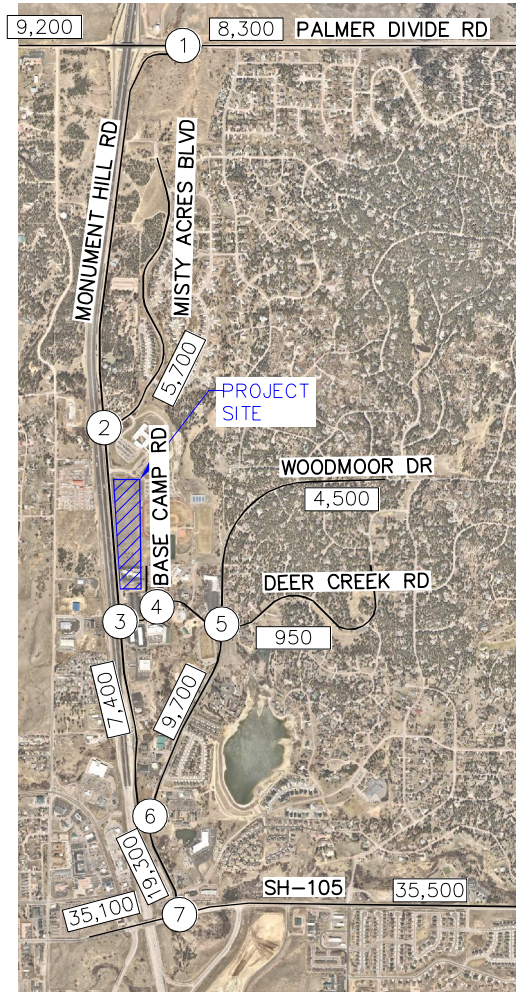 9,200
1
8,300
PALMER DIVIDE RD
MONUMENT HILL RD
MISTY ACRES BLVD
5,700
PROJECT
SITE
2
BASE CAMP RD
WOODMOOR DR
4,500
DEER CREEK RD
3
4
5
950
7,400
9,700
6
19,300
SH-105
35,500
35,100
7